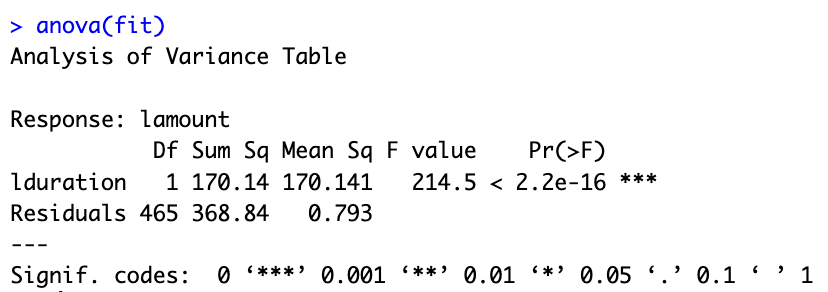 > anova(fit)
Analysis of Variance Table
Response: lamount
Df Sum Sq Mean Sq F value Pr(>F)
lduration 1 170.14 170.141 214.5 < 2.2e-16 ***
Residuals 465 368.84 0.793
---
Signif. codes: 0 ‘***’ 0.001 ‘**’ 0.01 ‘*’ 0.05 ‘.’ 0.1 ‘ ’ 1